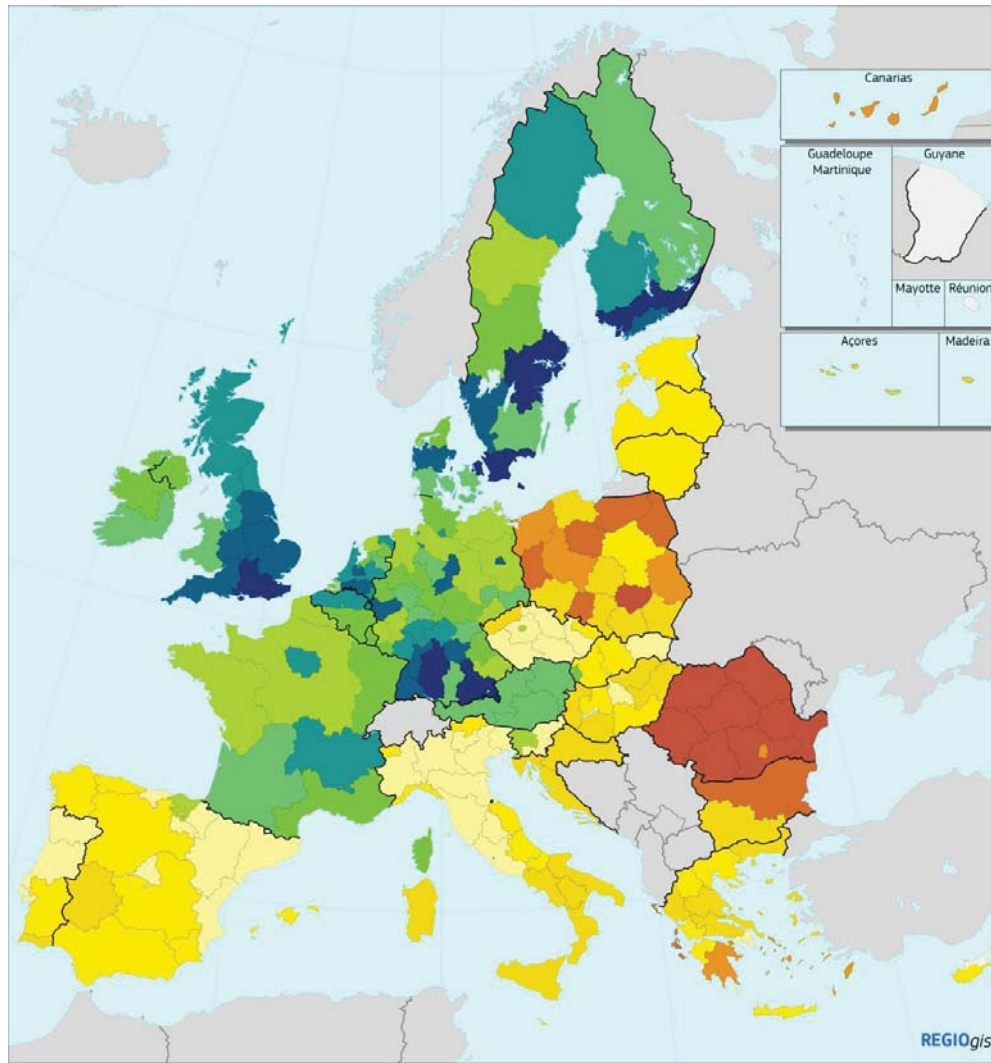 Canarias
Guadeloupe
Martinique
Guyane
Mayotte
Réunion
Açores
Madeira
REGIOgis